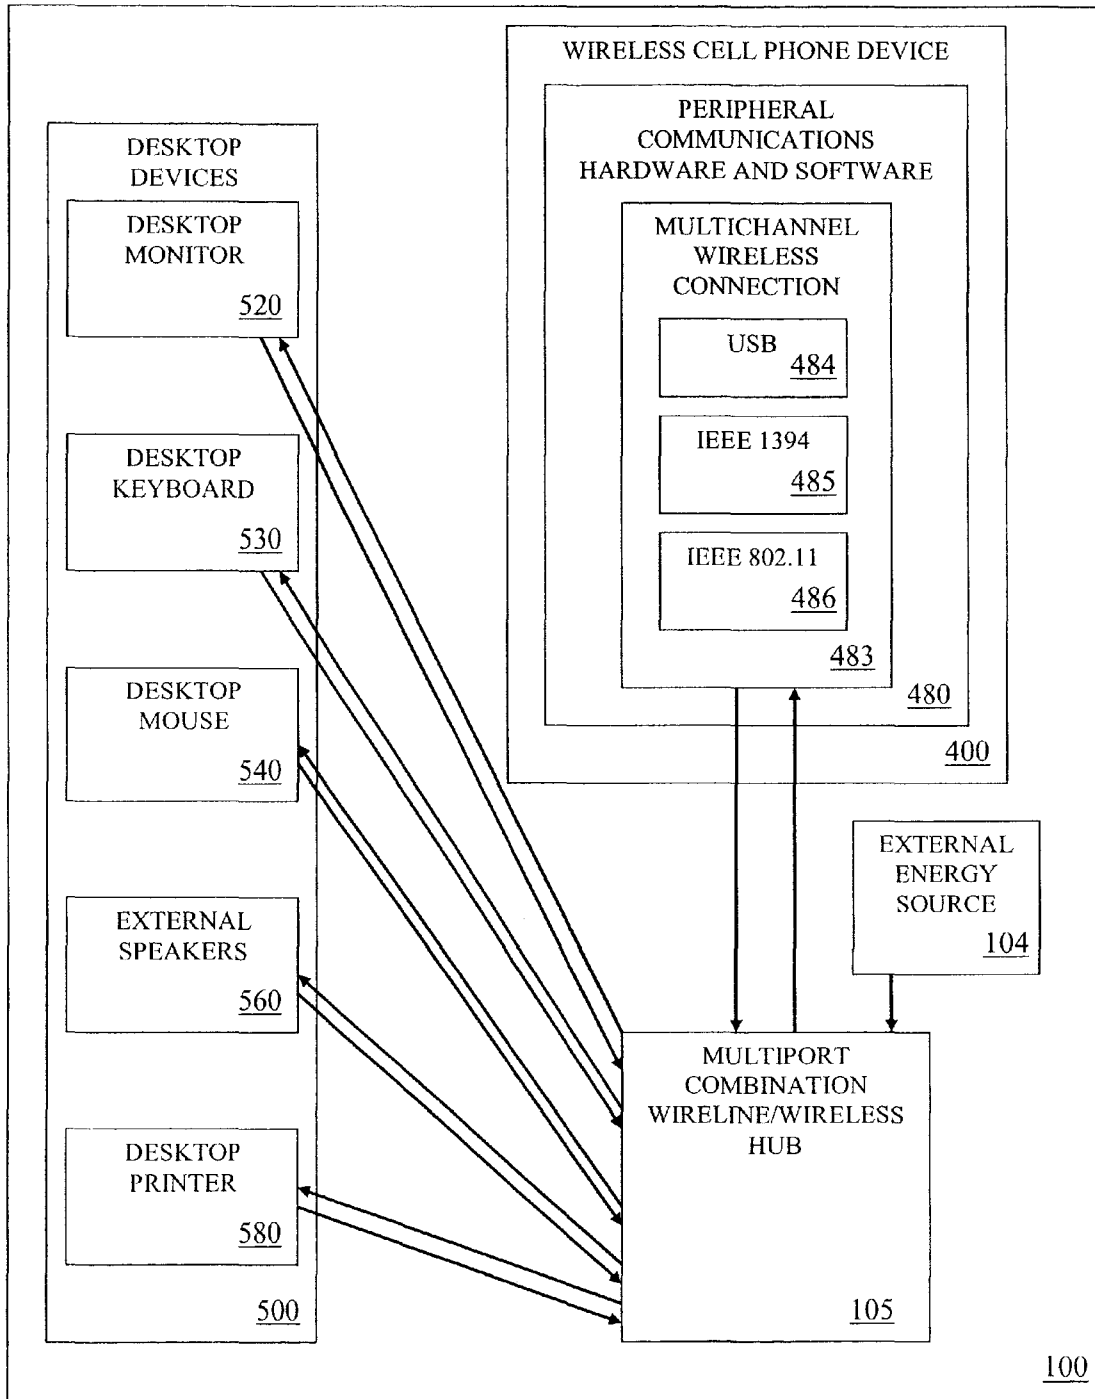 WIRELESS CELL PHONE DEVICE
PERIPHERAL
COMMUNICATIONS
HARDWARE AND SOFTWARE
MULTICHANNEL
WIRELESS
CONNECTION
USB
484
IEEE 1394
485
IEEE 802.11
486
483
480
400
DESKTOP
DEVICES
DESKTOP
MONITOR
520
DESKTOP
KEYBOARD
530
DESKTOP
MOUSE
540
EXTERNAL
SPEAKERS
560
DESKTOP
PRINTER
580
500
EXTERNAL
ENERGY
SOURCE
104
MULTIPORT
COMBINATION
WIRELINE/WIRELESS
HUB
105
100